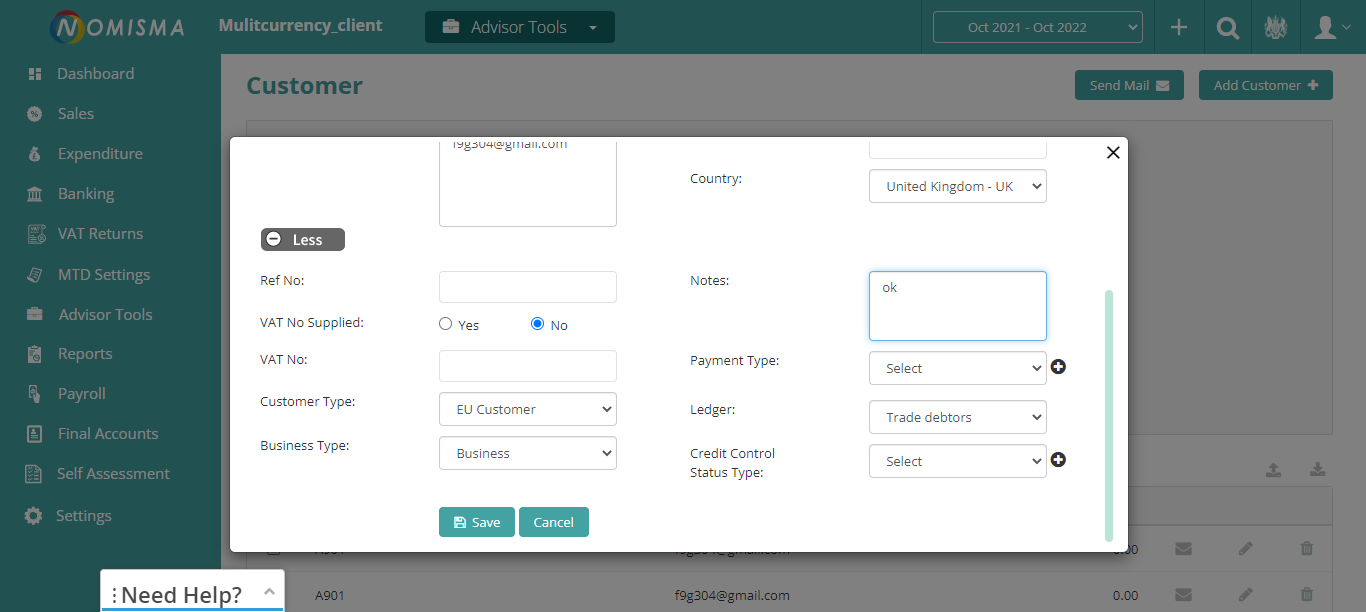 NOMISMA
Mulitcurrency_client
Advisor Tools
Oct 2021 - Oct 2022
Dashboard
Sales
Expenditure
Banking
VAT Returns
MTD Settings
Advisor Tools
Reports
Payroll
Final Accounts
Self Assessment
Settings
Customer
Send Mail
Add Customer
f9g304@gmail.com
Country:
United Kingdom - UK
Less
Ref No:
Notes:
ok
VAT No Supplied:
Yes
No
VAT No:
Payment Type:
Select
Customer Type:
EU Customer
Ledger:
Trade debtors
Business Type:
Business
Credit Control
Status Type:
Select
Save
Cancel
A901 f9g304@gmail.com 0.00
A901 f9g304@gmail.com 0.00
Need Help?